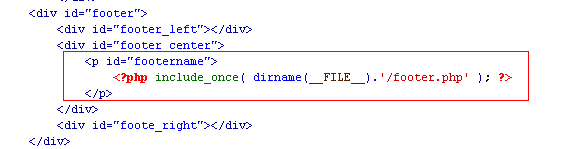 <div id="footer">
<div id="footer_left"></div>
<div id="footer_center">
<p id="footername">
<?php include_once( dirname(__FILE__).'/footer.php' ); ?>
</p>
</div>
<div id="foote_right"></div>
</div>